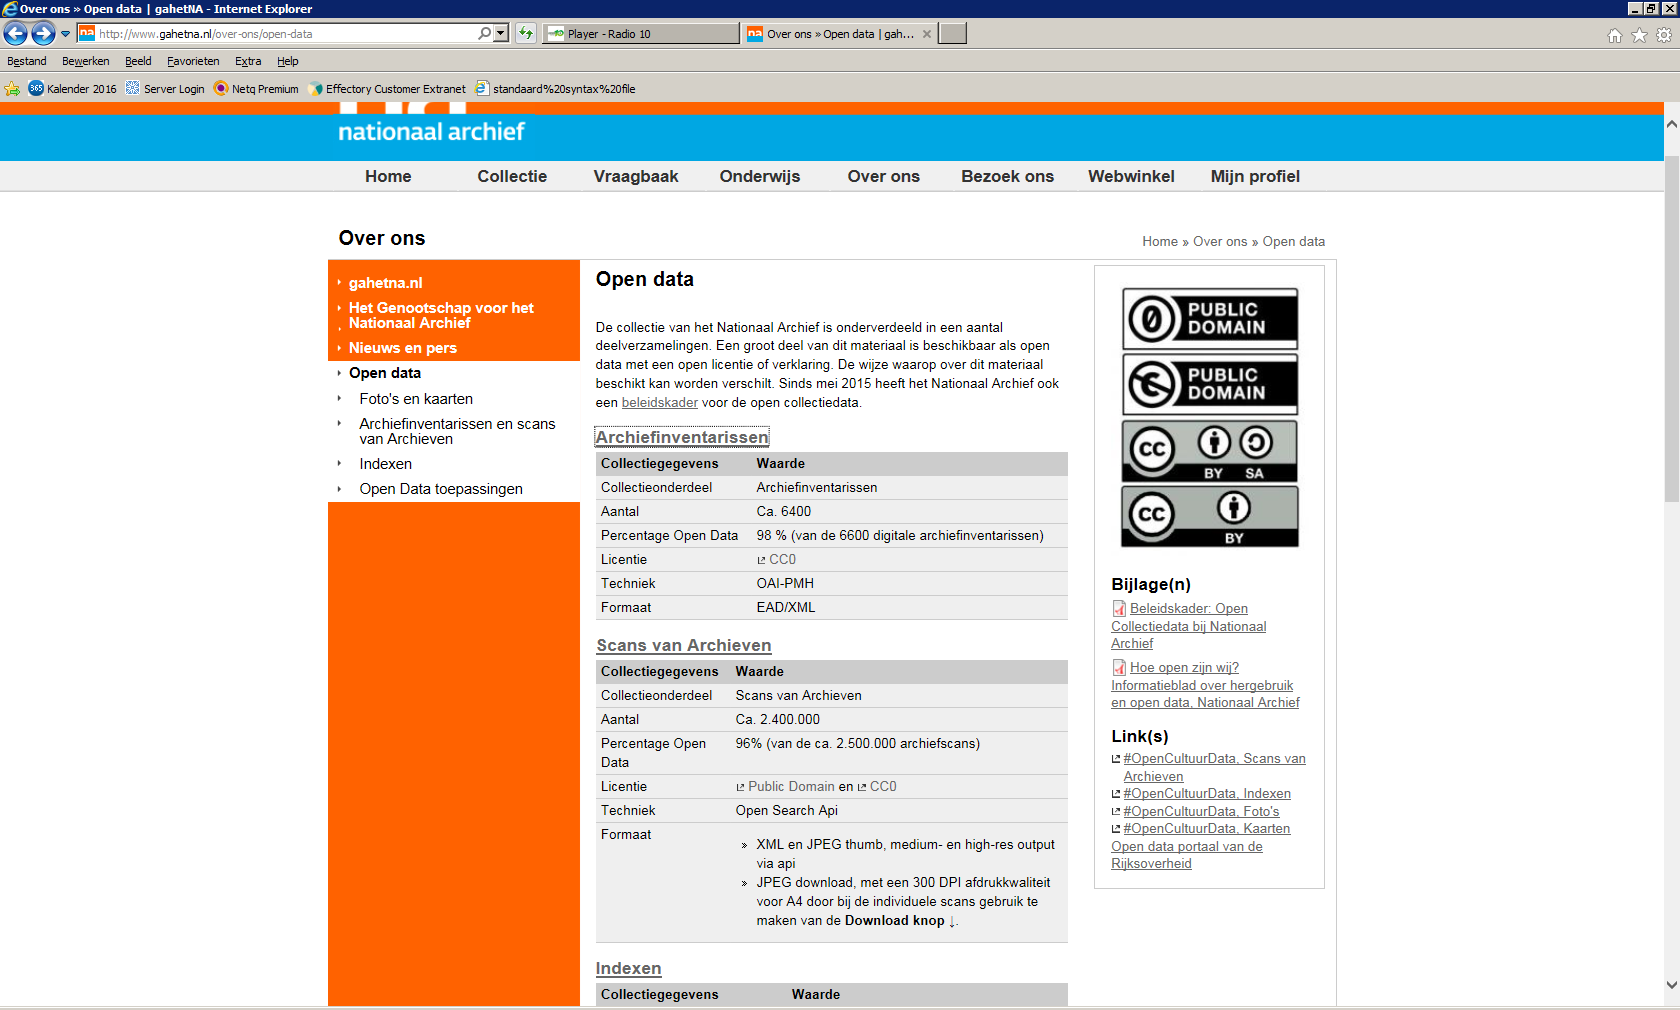 Over ons » Open data | gahetNA - Internet Explorer
http://www.gahetna.nl/over-ons/open-data
Player - Radio 10
Over ons » Open data | gah...
Bestand Bewerken Beeld Favorieten Extra Help
Kalender 2016 Server Login Netq Premium Effectory Customer Extranet standaard%20syntax%20file
nationaal archief
Home Collectie Vraagbaak Onderwijs Over ons Bezoek ons Webwinkel Mijn profiel
Over ons
Home » Over ons » Open data
gahetna.nl
Het Genootschap voor het
Nationaal Archief
Nieuws en pers
Open data
Foto's en kaarten
Archiefinventarissen en scans
van Archieven
Indexen
Open Data toepassingen
Open data
De collectie van het Nationaal Archief is onderverdeeld in een aantal
deelverzamelingen. Een groot deel van dit materiaal is beschikbaar als open
data met een open licentie of verklaring. De wijze waarop over dit materiaal
beschikt kan worden verschilt. Sinds mei 2015 heeft het Nationaal Archief ook
een beleidskader voor de open collectiedata.
Archiefinventarissen
Collectiegegevens Waarde
Collectieonderdeel Archiefinventarissen
Aantal Ca. 6400
Percentage Open Data 98 % (van de 6600 digitale archiefinventarissen)
Licentie CC0
Techniek OAI-PMH
Formaat EAD/XML
Scans van Archieven
Collectiegegevens Waarde
Collectieonderdeel Scans van Archieven
Aantal Ca. 2.400.000
Percentage Open 96% (van de ca. 2.500.000 archiefscans)
Data
Licentie Public Domain en CC0
Techniek Open Search Api
Formaat
» XML en JPEG thumb, medium- en high-res output
via api
» JPEG download, met een 300 DPI afdrukkwaliteit
voor A4 door bij de individuele scans gebruik te
maken van de Download knop ↓.
Indexen
Collectiegegevens Waarde
0 PUBLIC
DOMAIN
PUBLIC
DOMAIN
CC
BY SA
CC
BY
Bijlage(n)
Beleidskader: Open
Collectiedata bij Nationaal
Archief
Hoe open zijn wij?
Informatieblad over hergebruik
en open data, Nationaal Archief
Link(s)
#OpenCultuurData, Scans van
Archieven
#OpenCultuurData, Indexen
#OpenCultuurData, Foto's
#OpenCultuurData, Kaarten
Open data portaal van de
Rijksoverheid